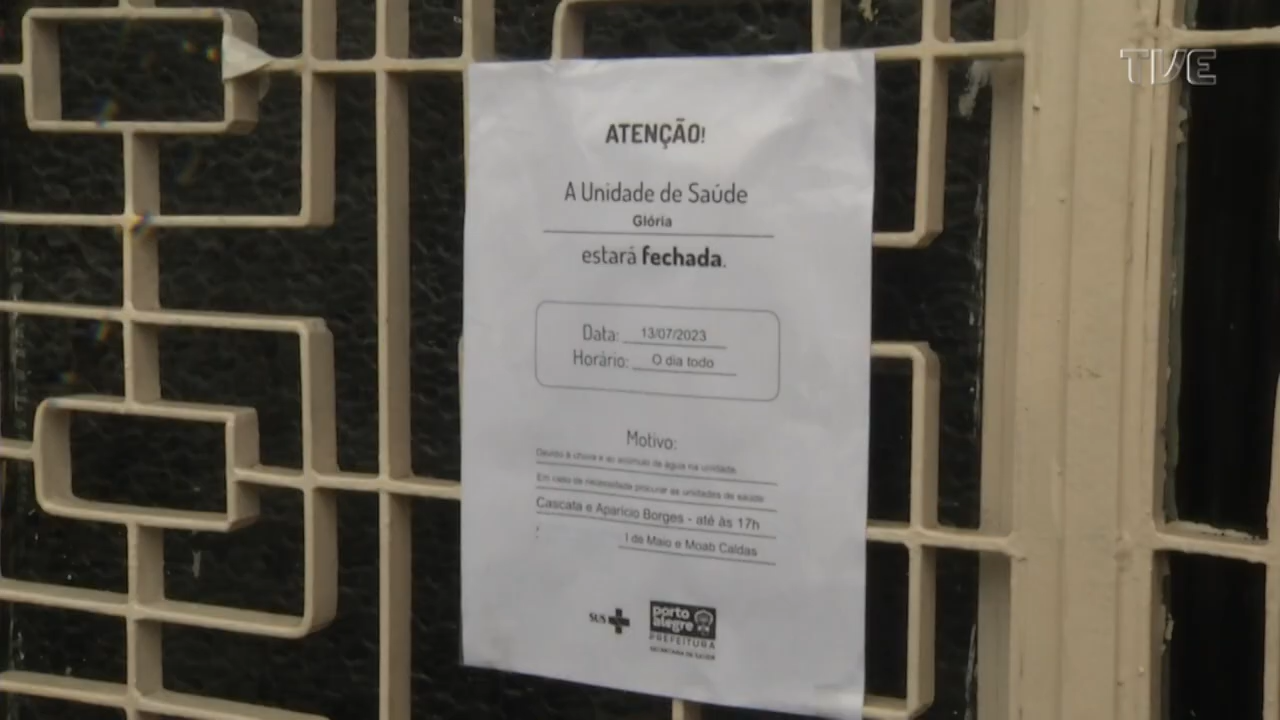 TVE
ATENÇÃO!
A Unidade de Saúde
Glória
estará fechada.
Data: 13/07/2023
Horário: O dia todo
Motivo:
Devido à chuva e ao acúmulo de água na unidade.
Em caso de necessidade procurar as unidades de saúde
Cascata e Aparício Borges - até às 17h
I de Maio e Moab Caldas
SUS
porto
alegre
PREFEITURA
SECRETARIA DE SAÚDE